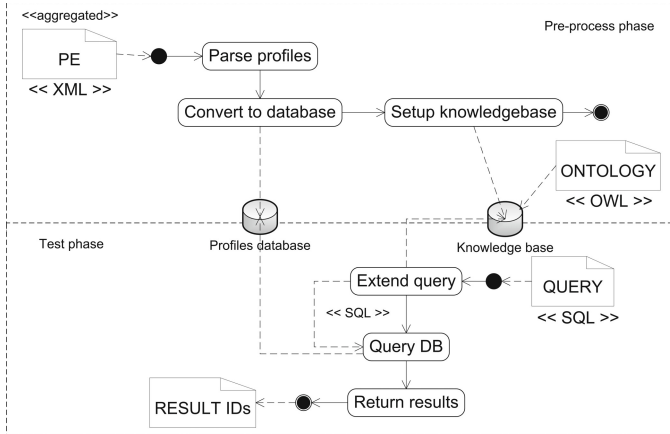 <<aggregated>>
Pre-process phase
PE
Parse profiles
<< XML >>
Convert to database
Setup knowledgebase
ONTOLOGY
<< OWL >>
Test phase
Profiles database
Knowledge base
Extend query
QUERY
<< SQL >>
<< SQL >>
Query DB
RESULT IDs
Return results